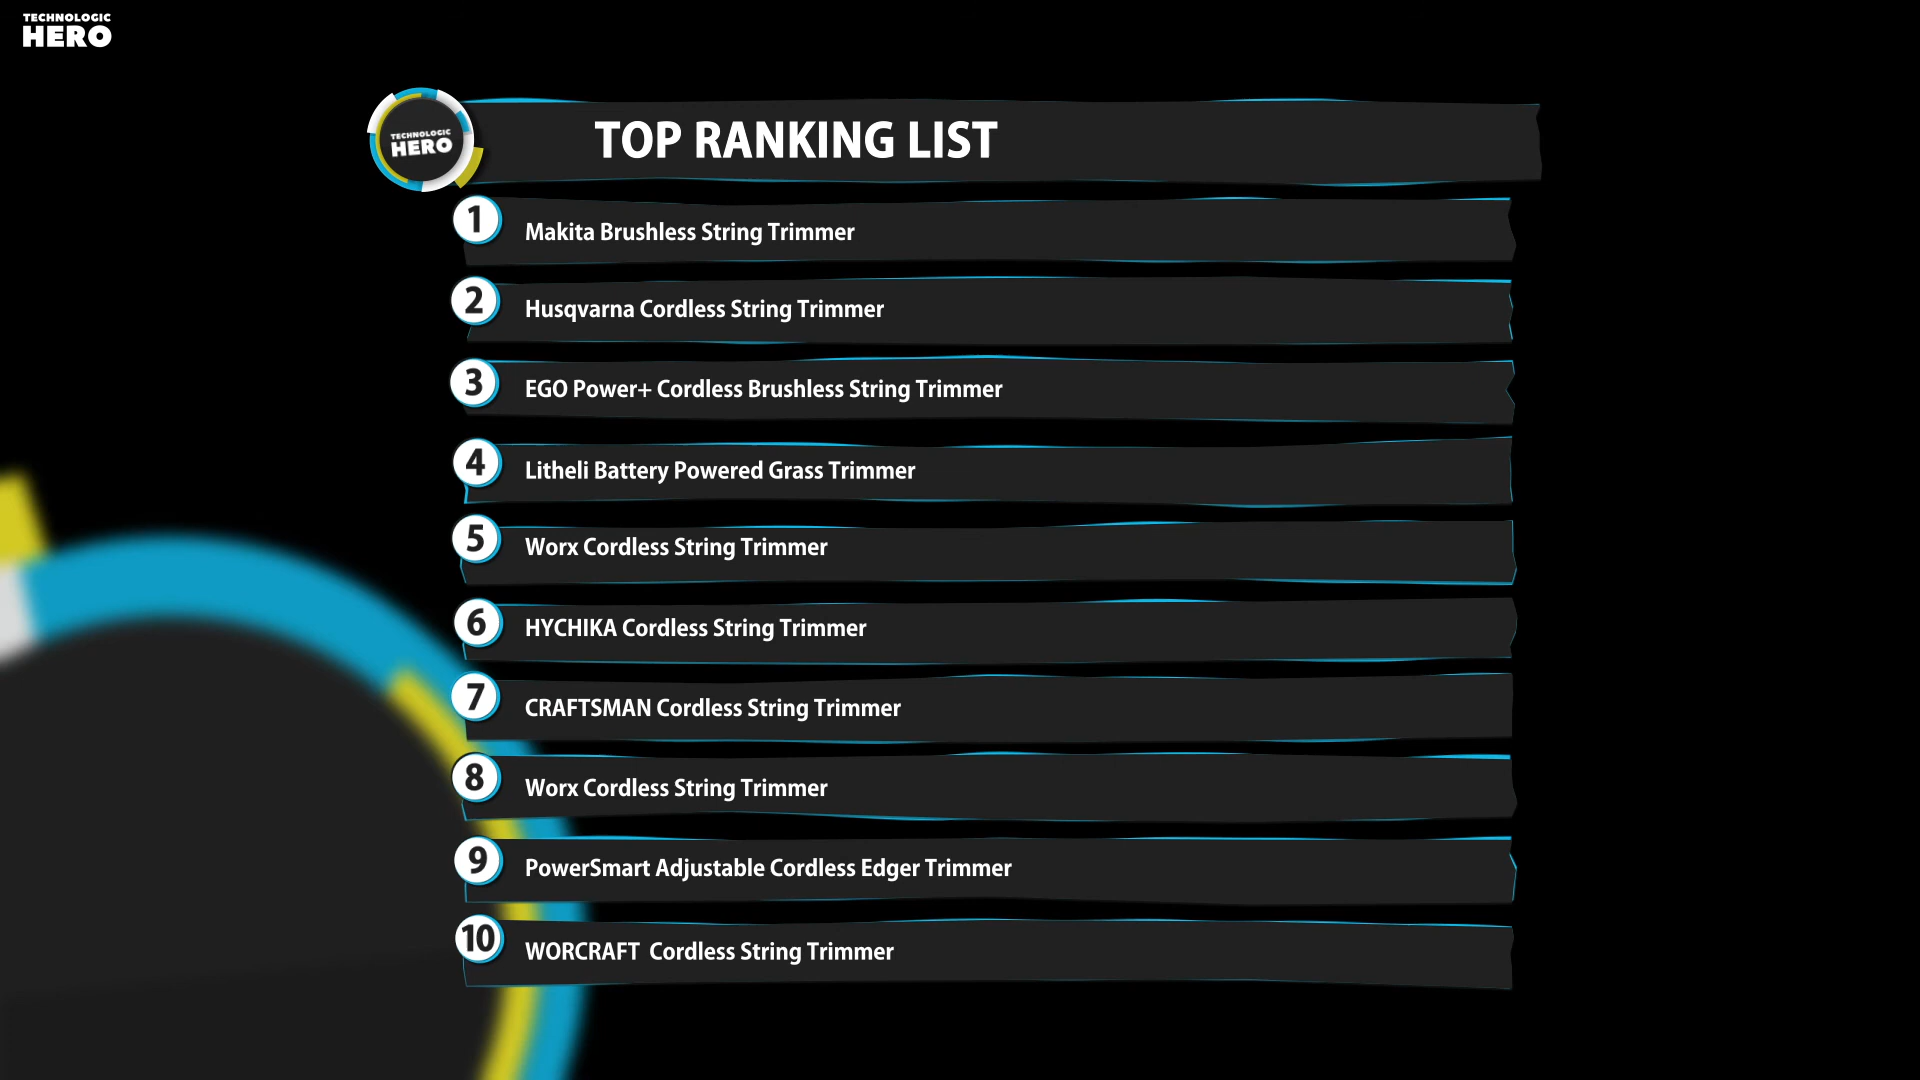 TECHNOLOGIC
HERO
TECHNOLOGIC
HERO
TOP RANKING LIST
1
Makita Brushless String Trimmer
2
Husqvarna Cordless String Trimmer
3
EGO Power+ Cordless Brushless String Trimmer
4
Litheli Battery Powered Grass Trimmer
5
Worx Cordless String Trimmer
6
HYCHIKA Cordless String Trimmer
7
CRAFTSMAN Cordless String Trimmer
8
Worx Cordless String Trimmer
9
PowerSmart Adjustable Cordless Edger Trimmer
10
WORCRAFT  Cordless String Trimmer